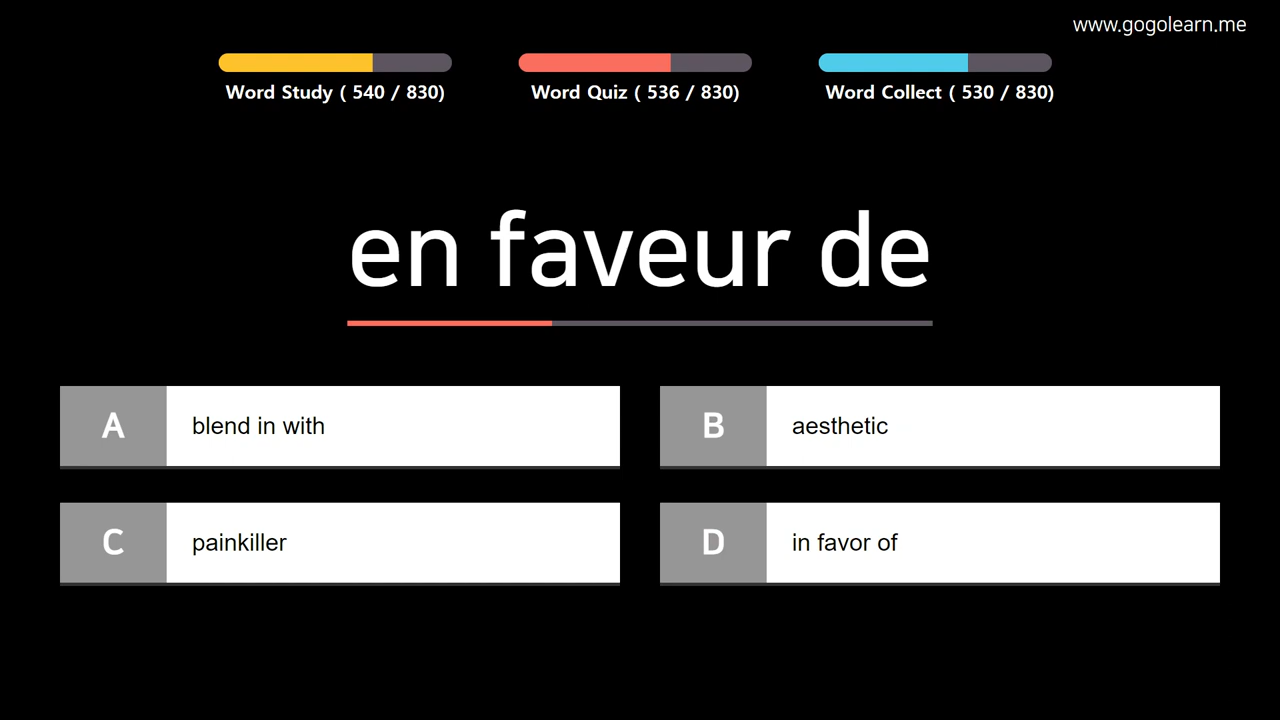 www.gogolearn.me
Word Study ( 540 / 830)
Word Quiz ( 536 / 830)
Word Collect ( 530 / 830)
en faveur de
A blend in with
B aesthetic
C painkiller
D in favor of